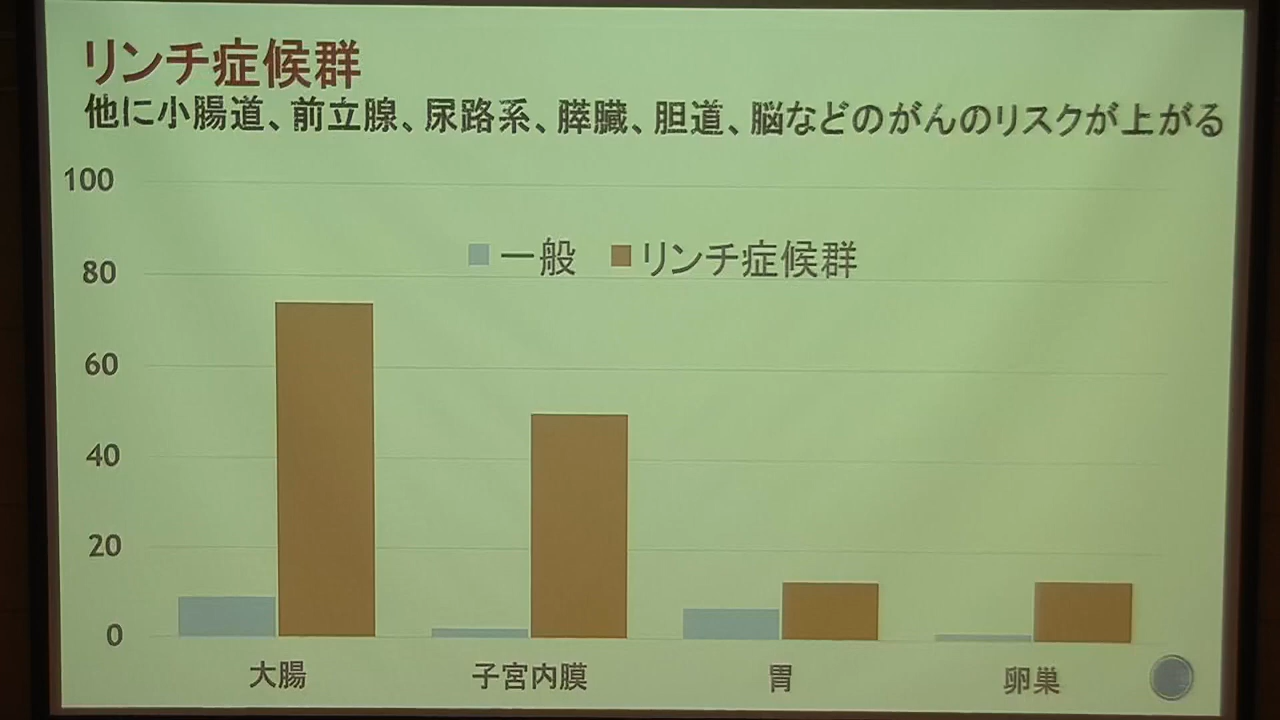 リンチ症候群
他に小腸道、前立腺、尿路系、膵臓、胆道、脳などのがんのリスクが上がる
100
一般 リンチ症候群
80
60
40
20
0
大腸 子宮内膜 胃 卵巣